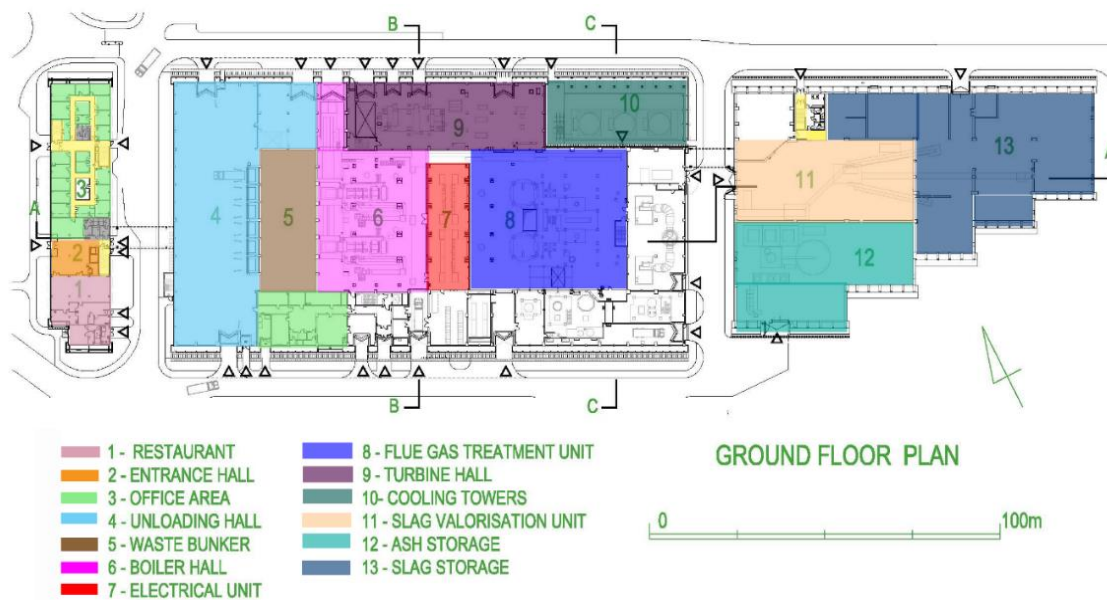 B
C
10
9
13
3
11
A
A
4
5
6
7
8
2
12
1
B
C
1 - RESTAURANT
2 - ENTRANCE HALL
3 - OFFICE AREA
4 - UNLOADING HALL
5 - WASTE BUNKER
6 - BOILER HALL
7 - ELECTRICAL UNIT
8 - FLUE GAS TREATMENT UNIT
9 - TURBINE HALL
10- COOLING TOWERS
11 - SLAG VALORISATION UNIT
12 - ASH STORAGE
13 - SLAG STORAGE
GROUND FLOOR PLAN
0 100m